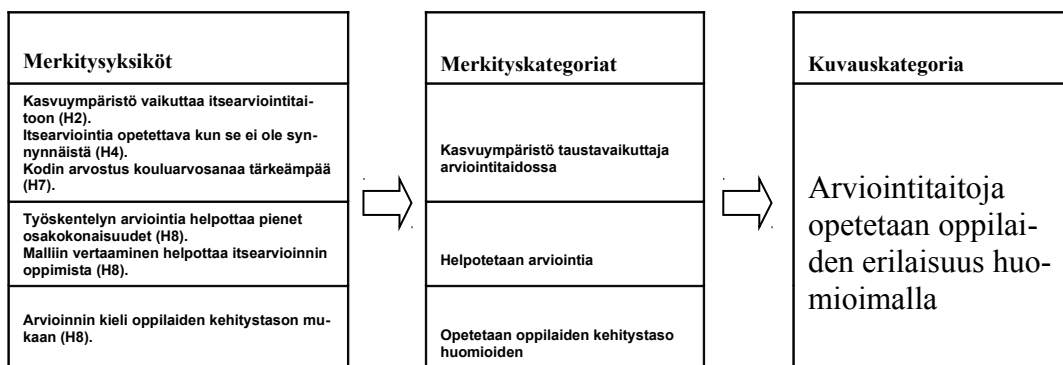 Merkitysyksiköt
Kasvuympäristö vaikuttaa itsearviointitai-
toon (H2).
Itsearviointia opetettava kun se ei ole syn-
nynnäistä (H4).
Kodin arvostus kouluarvosanaa tärkeämpää
(H7).
Työskentelyn arviointia helpottaa pienet
osakokonaisuudet (H8).
Malliin vertaaminen helpottaa itsearvioinnin
oppimista (H8).
Arvioinnin kieli oppilaiden kehitystason mu-
kaan (H8).
Merkityskategoriat
Kasvuympäristö taustavaikuttaja
arviointitaidossa
Helpotetaan arviointia
Opetetaan oppilaiden kehitystaso
huomioiden
Kuvauskategoria
Arviointitaitoja
opetetaan oppilai-
den erilaisuus huo-
mioimalla